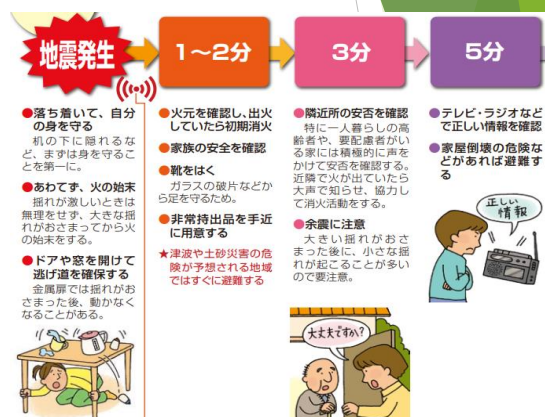 地震発生
1～2分
3分
5分
●落ち着いて、自分
の身を守る
机の下に隠れるな
ど、まずは身を守るこ
とを第一に。
●あわてず、火の始末
揺れが激しいときは
無理をせず、大きな揺
れがおさまってから火
の始末をする。
●ドアや窓を開けて
逃げ道を確保する
金属扉では揺れがお
さまった後、動かなく
なることがある。
●火元を確認し、出火
していたら初期消火
●家族の安全を確認
●靴をはく
ガラスの破片などか
ら足を守るため。
●非常持出品を手近
に用意する
★津波や土砂災害の危
険が予想される地域
ではすぐに避難する
●隣近所の安否を確認
特に一人暮らしの高
齢者や、要配慮者がい
る家には積極的に声を
かけて安否を確認する。
近隣で火が出ていたら
大声で知らせ、協力し
て消火活動をする。
●余震に注意
大きい揺れがおさ
まった後に、小さな揺
れが起こることが多い
ので要注意。
大丈夫ですか?
●テレビ・ラジオなど
で正しい情報を確認
●家屋倒壊の危険な
どがあれば避難す
る
正しい
情報